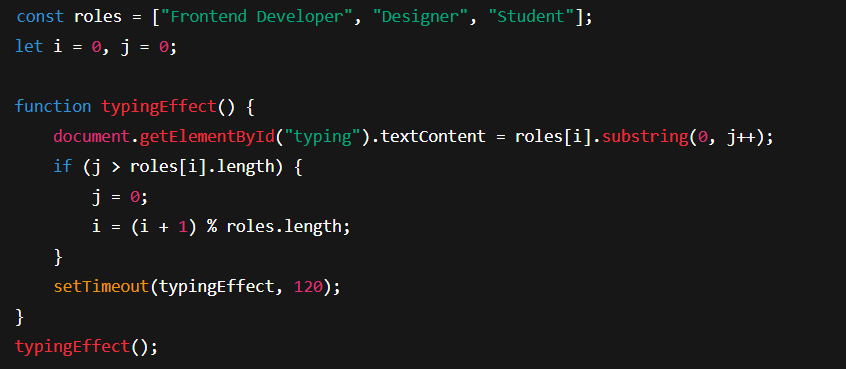 const roles = ["Frontend Developer", "Designer", "Student"];
let i = 0, j = 0;

function typingEffect() {
    document.getElementById("typing").textContent = roles[i].substring(0, j++);
    if (j > roles[i].length) {
        j = 0;
        i = (i + 1) % roles.length;
    }
    setTimeout(typingEffect, 120);
}
typingEffect();